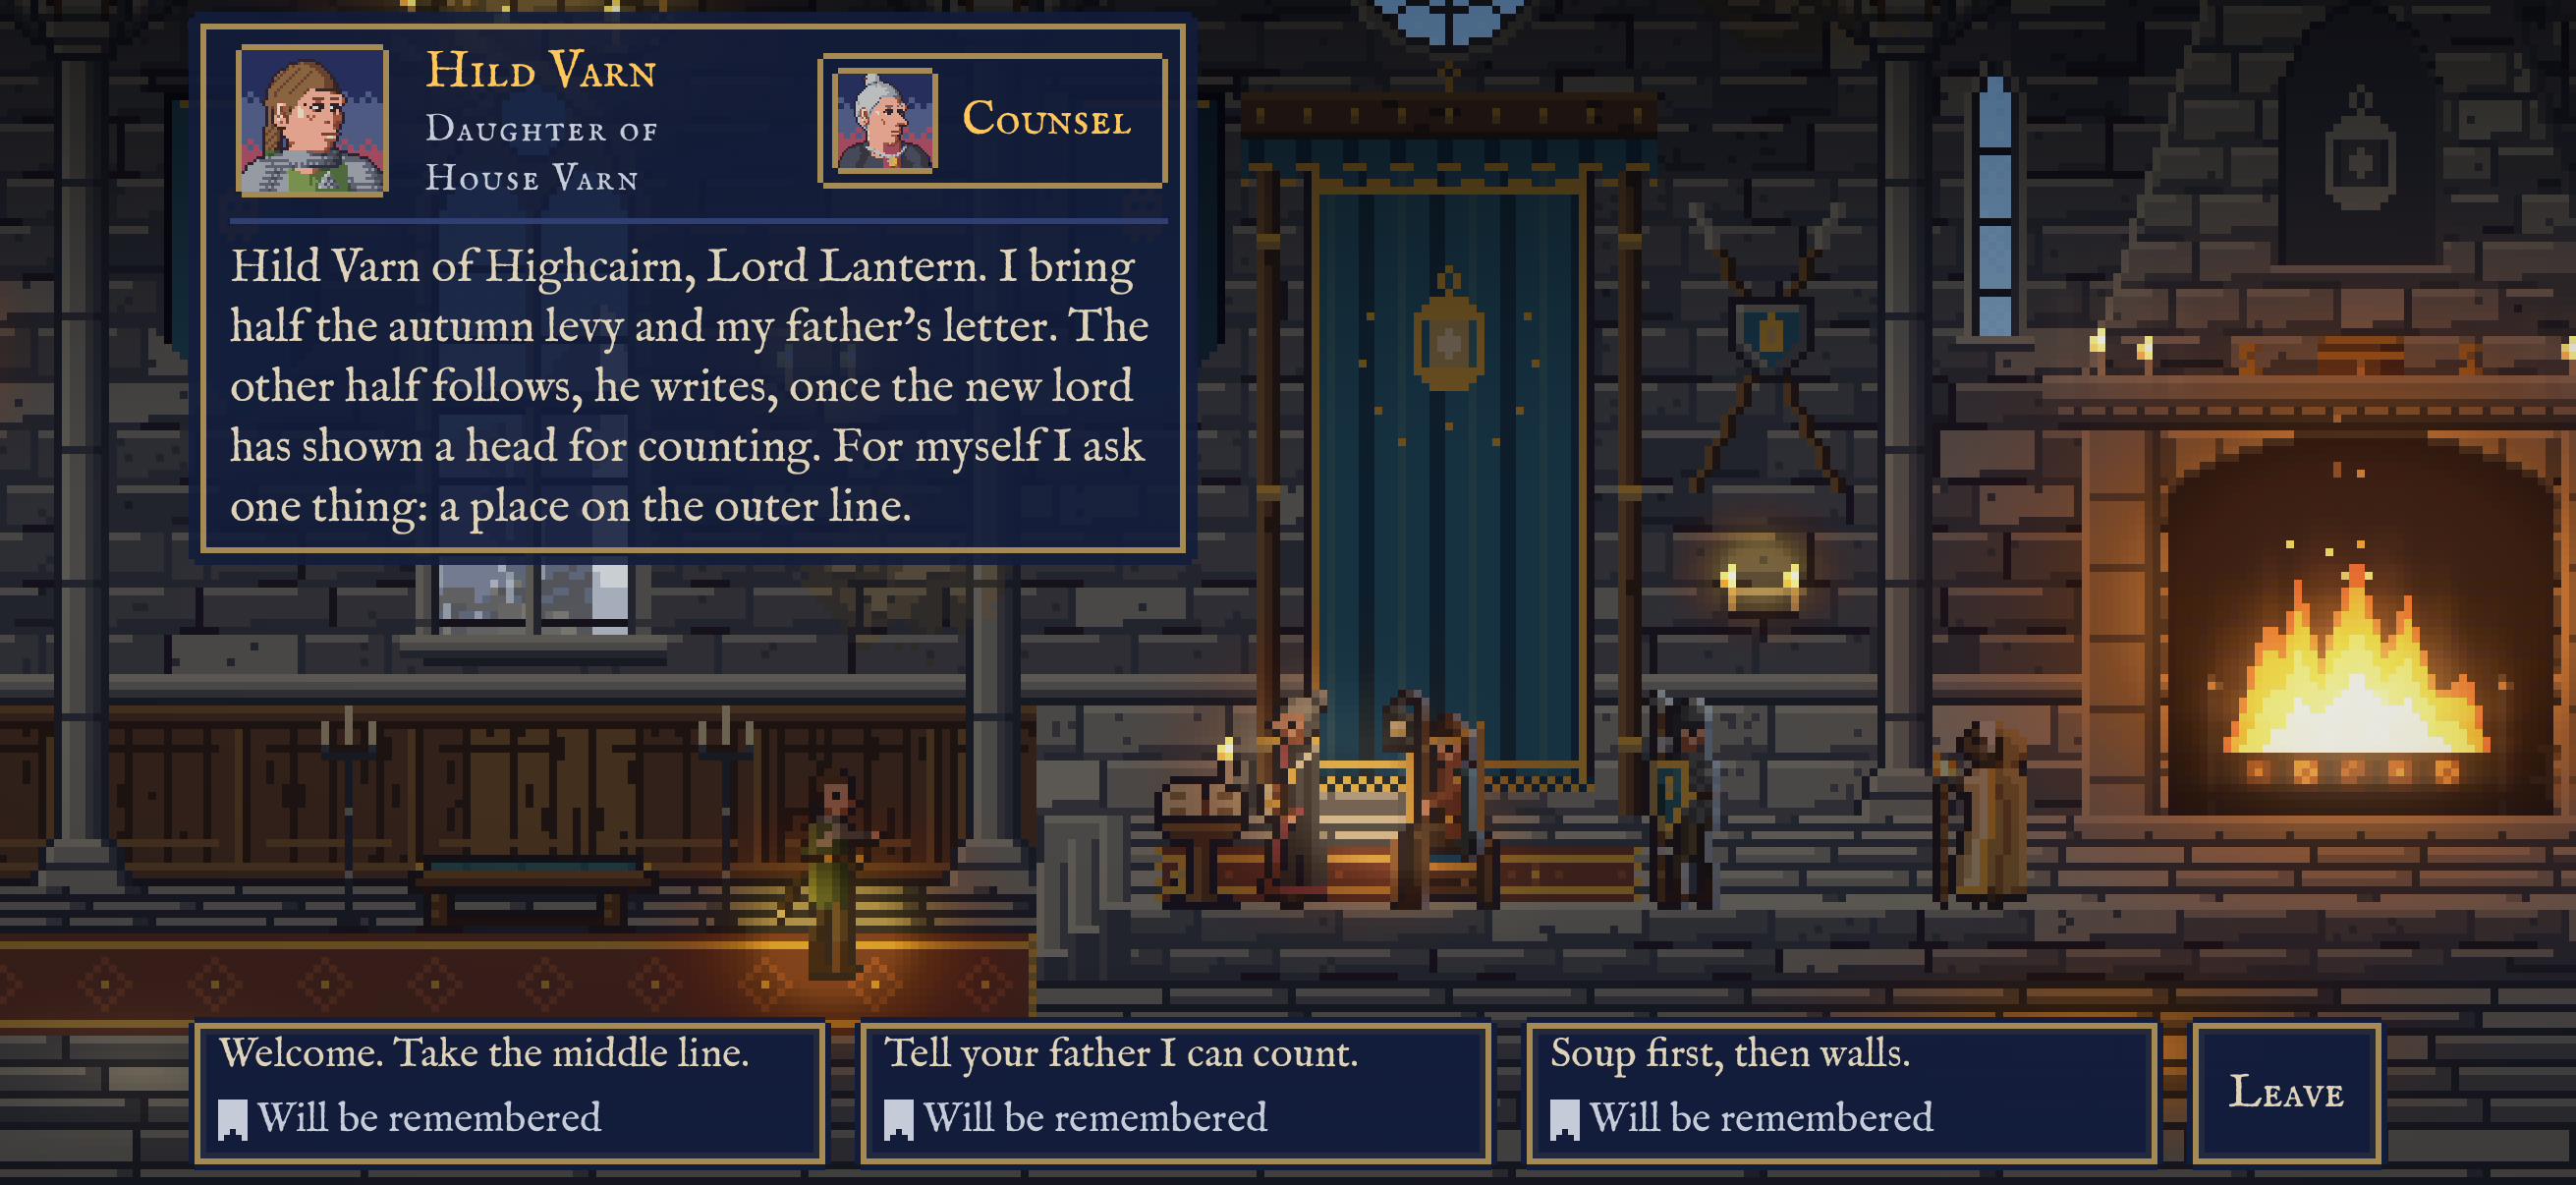 Hild Varn
Daughter of
House Varn
Counsel
Hild Varn of Highcairn, Lord Lantern. I bring
half the autumn levy and my father’s letter. The
other half follows, he writes, once the new lord
has shown a head for counting. For myself I ask
one thing: a place on the outer line.
Welcome. Take the middle line.
Will be remembered
Tell your father I can count.
Will be remembered
Soup first, then walls.
Will be remembered
Leave